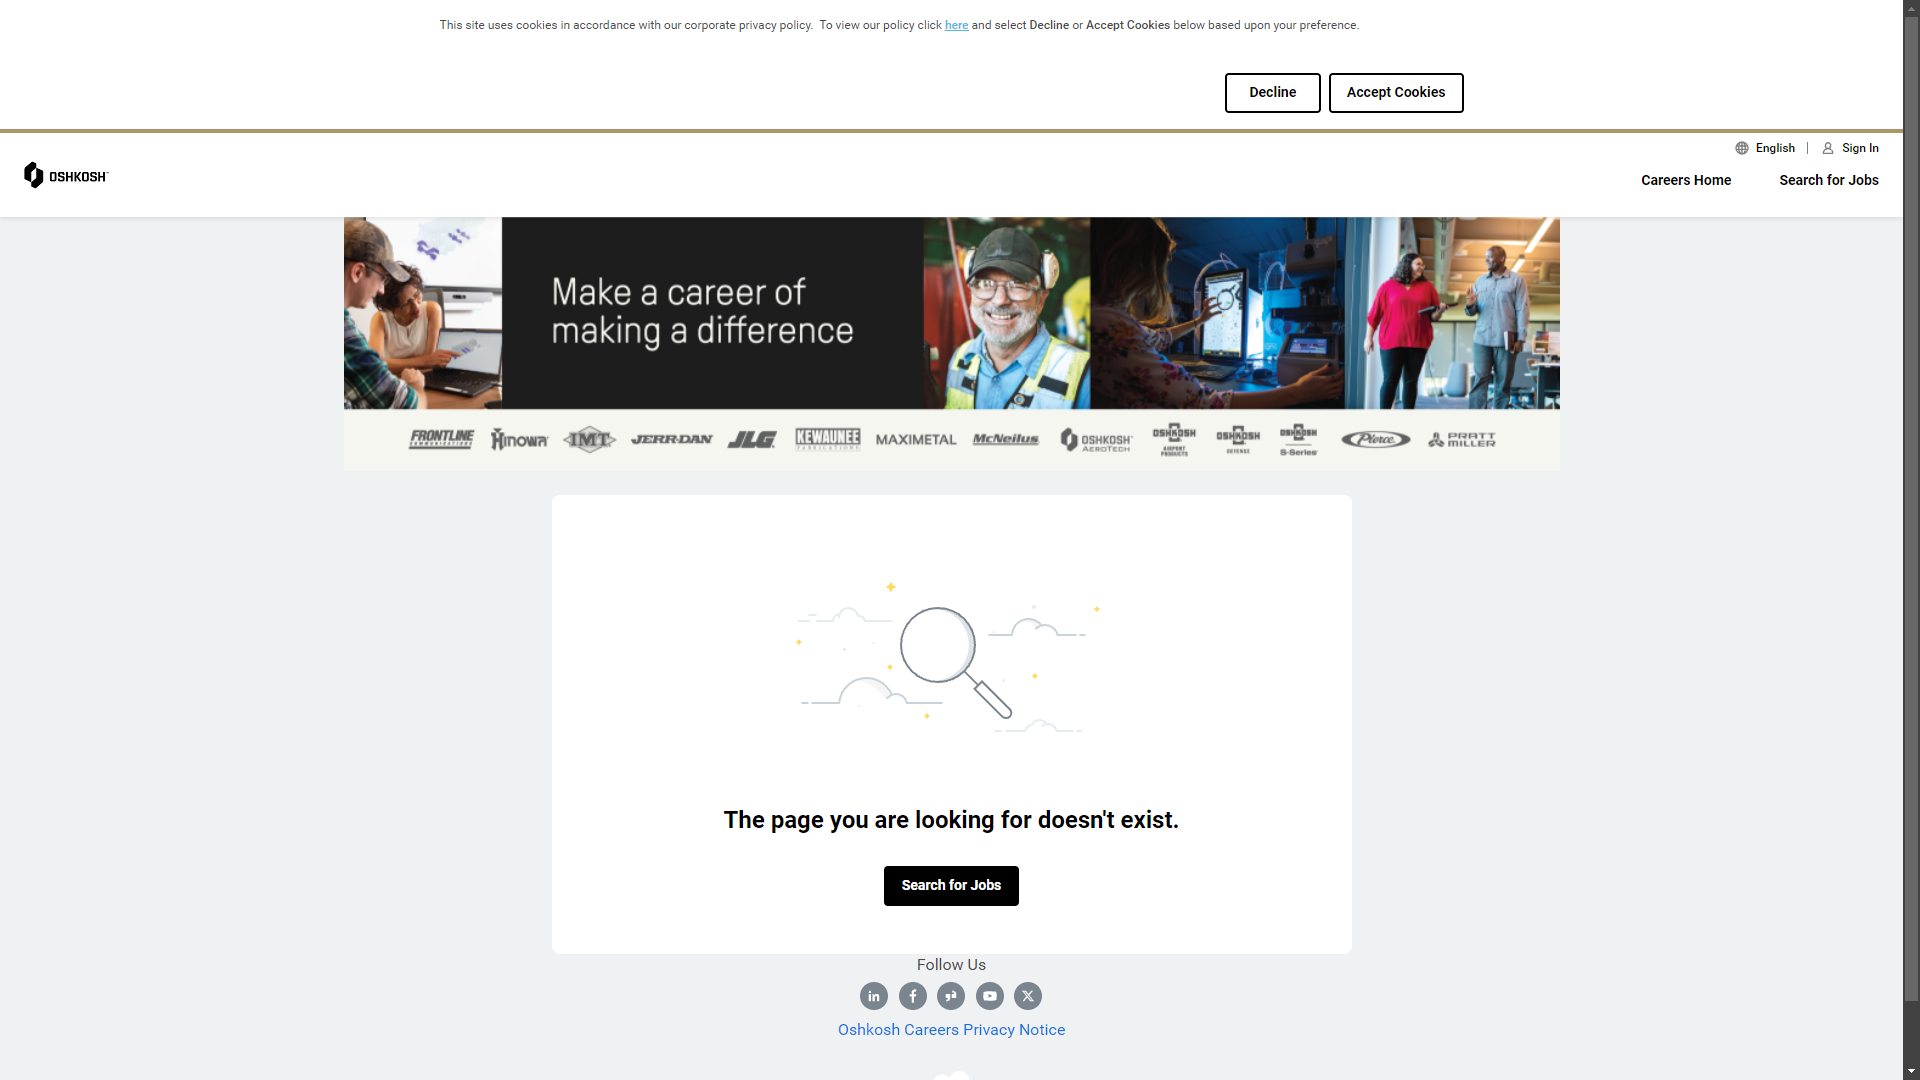 This site uses cookies in accordance with our corporate privacy policy.  To view our policy click here and select Decline or Accept Cookies below based upon your preference.
Decline
Accept Cookies
English
Sign In
OSHKOSH
Careers Home
Search for Jobs
Make a career of
making a difference
FRONTLINE
COMMUNICATIONS
HINOWA
IMT
JERR-DAN
JLG
KEWAUNEE
FABRICATIONS
MAXIMETAL
McNeilus
OSHKOSH
AEROTECH
OSHKOSH
AIRPORT
PRODUCTS
OSHKOSH
DEFENSE
OSHKOSH
S-Series
Pierce
PRATT
MILLER
The page you are looking for doesn't exist.
Search for Jobs
Follow Us
Oshkosh Careers Privacy Notice